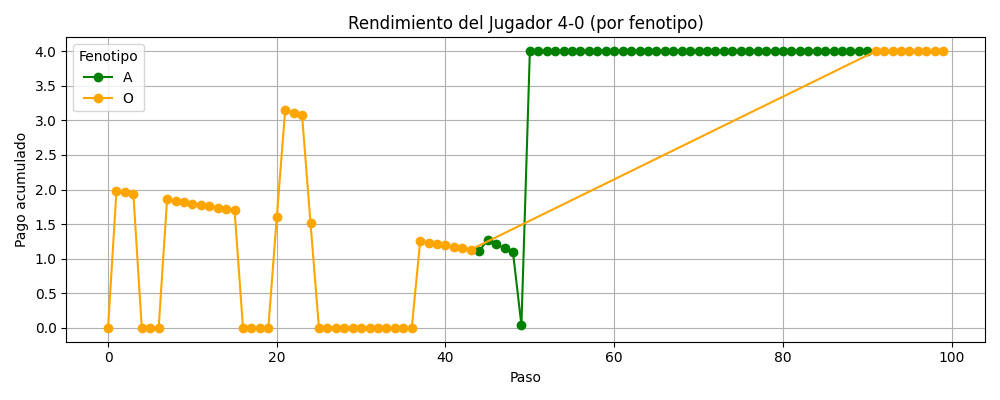 Rendimiento del Jugador 4-0 (por fenotipo)
Fenotipo
A
O
Pago acumulado
4.0
3.5
3.0
2.5
2.0
1.5
1.0
0.5
0.0
0 20 40 60 80 100
Paso